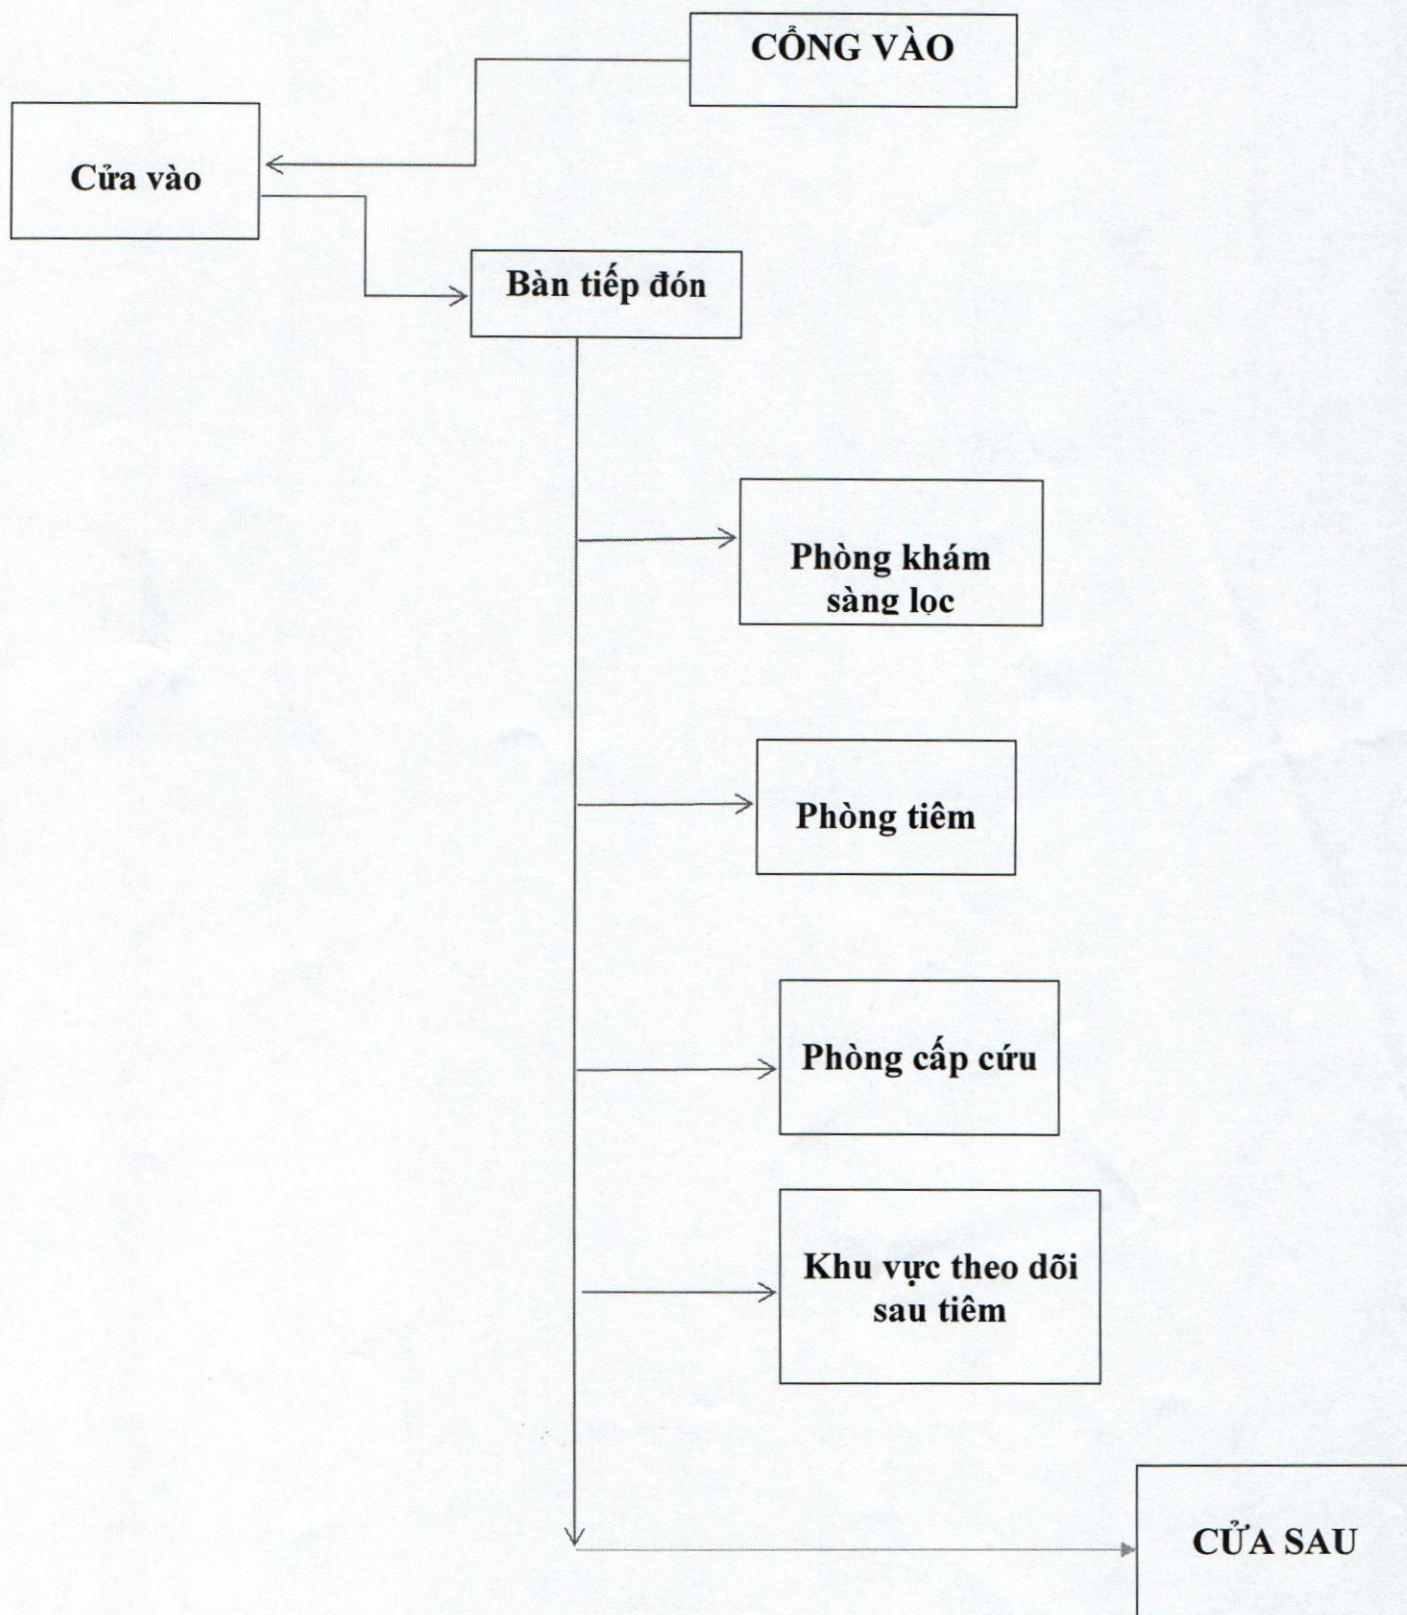 CỔNG VÀO
Cửa vào
Bàn tiếp đón
Phòng khám
sàng lọc
Phòng tiêm
Phòng cấp cứu
Khu vực theo dõi
sau tiêm
CỬA SAU